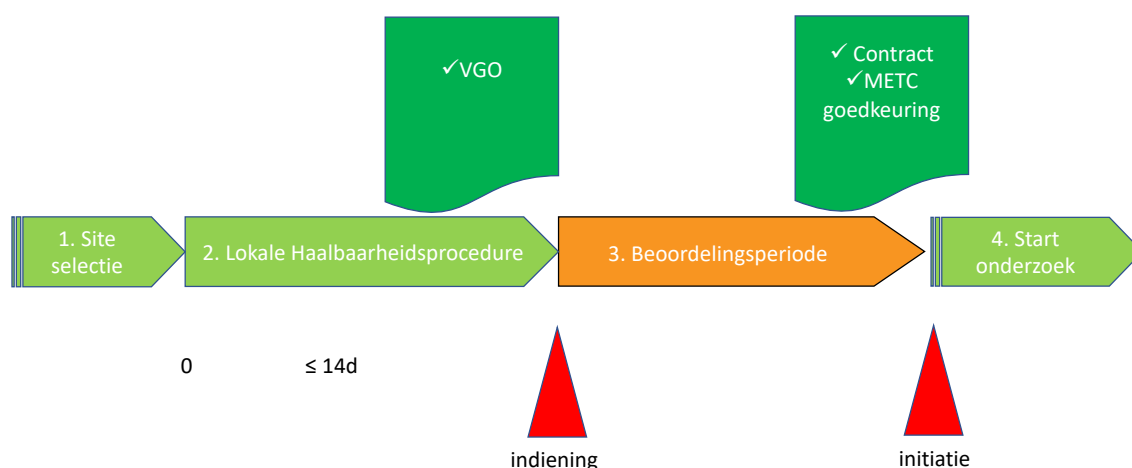 ✓VGO
✓ Contract
✓METC
goedkeuring
1. Site
selectie
2. Lokale Haalbaarheidsprocedure
3. Beoordelingsperiode
4. Start
onderzoek
0
≤ 14d
indiening
initiatie